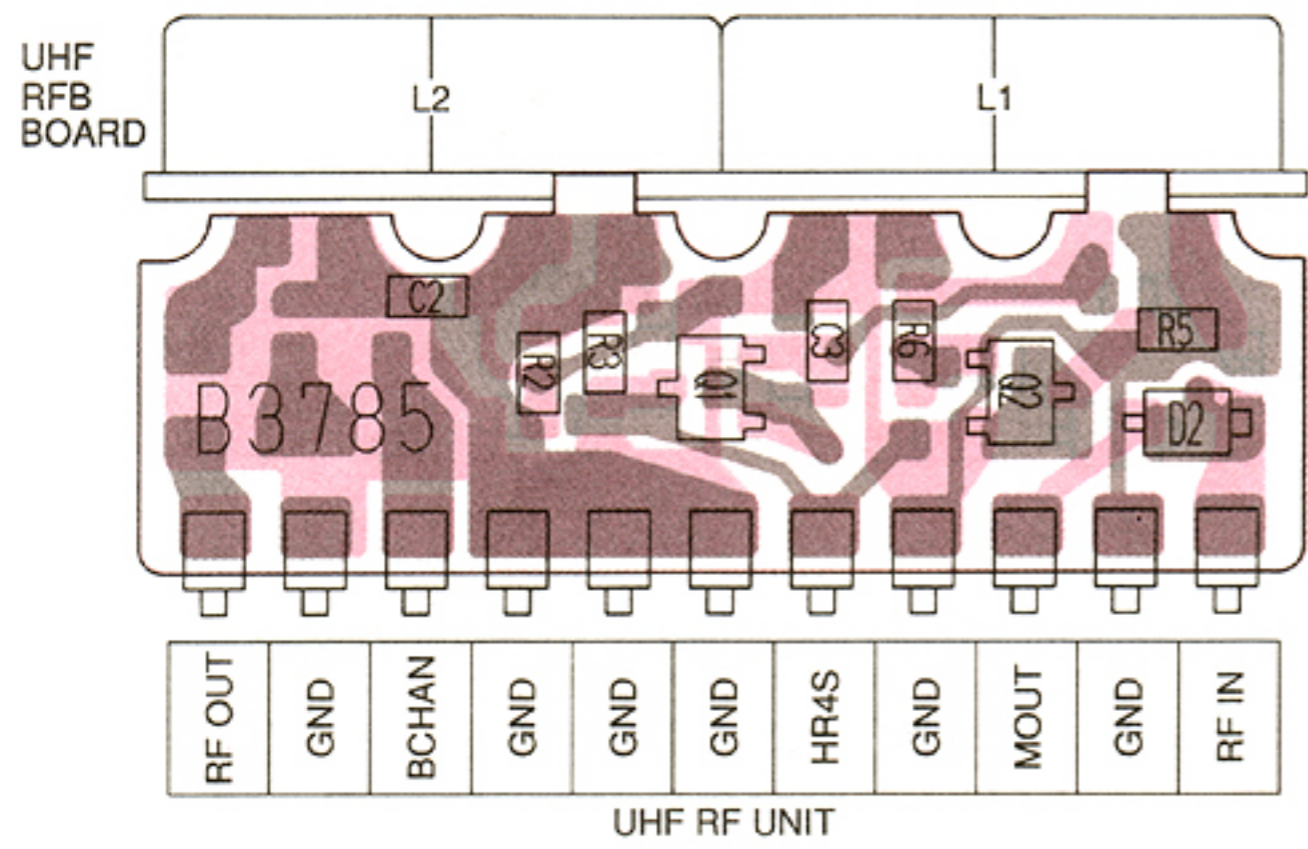 UHF
RFB
BOARD
L2
L1
C2
R2
R3
Q1
C3
R6
Q2
R5
D2
B3785
RF OUT
GND
BCHAN
GND
GND
GND
HR4S
GND
MOUT
GND
RF IN
UHF RF UNIT